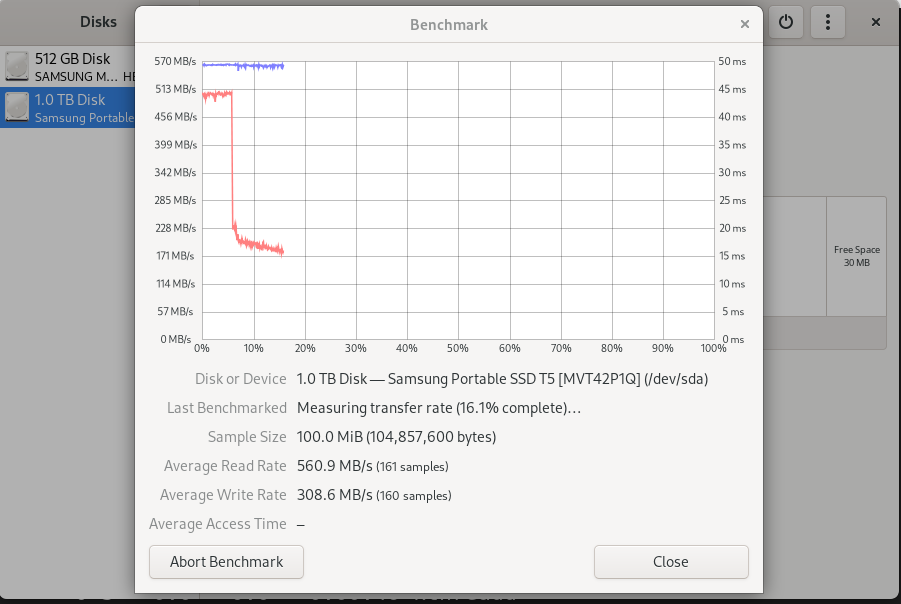 Disks
Benchmark
512 GB Disk
SAMSUNG M... HE
1.0 TB Disk
Samsung Portable
570 MB/s
50 ms
513 MB/s
45 ms
456 MB/s
40 ms
399 MB/s
35 ms
342 MB/s
30 ms
285 MB/s
25 ms
228 MB/s
20 ms
171 MB/s
15 ms
114 MB/s
10 ms
57 MB/s
5 ms
0 MB/s
0 ms
0% 10% 20% 30% 40% 50% 60% 70% 80% 90% 100%
Free Space
30 MB
Disk or Device 1.0 TB Disk — Samsung Portable SSD T5 [MVT42P1Q] (/dev/sda)
Last Benchmarked Measuring transfer rate (16.1% complete)…
Sample Size 100.0 MiB (104,857,600 bytes)
Average Read Rate 560.9 MB/s (161 samples)
Average Write Rate 308.6 MB/s (160 samples)
Average Access Time –
Abort Benchmark
Close